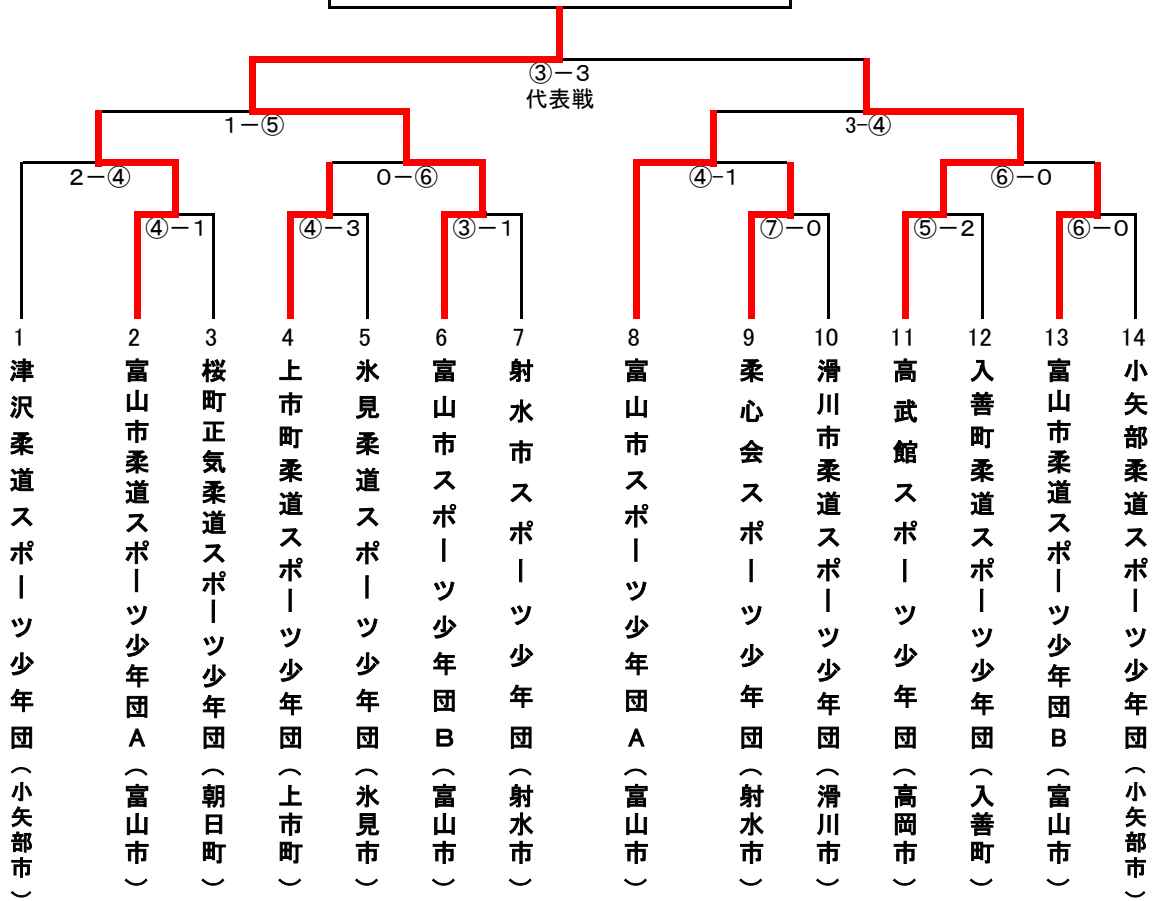 ③－3
代表戦
1－⑤
3-④
2－④
0－⑥
④-1
⑥－0
④－1
④－3
③－1
⑦－0
⑤－2
⑥－0
1
2
3
4
5
6
7
8
9
10
11
12
13
14
津沢柔道スポーツ少年団（小矢部市）
富山市柔道スポーツ少年団A（富山市）
桜町正気柔道スポーツ少年団（朝日町）
上市町柔道スポーツ少年団（上市町）
氷見柔道スポーツ少年団（氷見市）
富山市スポーツ少年団B（富山市）
射水市スポーツ少年団（射水市）
富山市スポーツ少年団A（富山市）
柔心会スポーツ少年団（射水市）
滑川市柔道スポーツ少年団（滑川市）
高武館スポーツ少年団（高岡市）
入善町柔道スポーツ少年団（入善町）
富山市柔道スポーツ少年団B（富山市）
小矢部柔道スポーツ少年団（小矢部市）